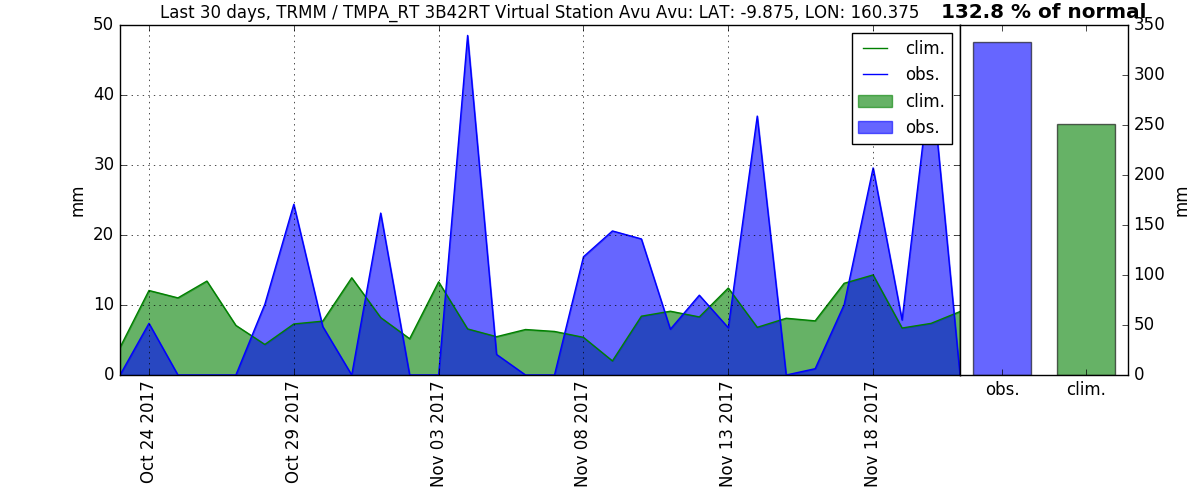 Last 30 days, TRMM / TMPA_RT 3B42RT Virtual Station Avu Avu: LAT: -9.875, LON: 160.375
132.8 % of normal
50
40
30
20
10
0
mm
clim.
obs.
clim.
obs.
350
300
250
200
150
100
50
0
mm
obs.
clim.
Oct 24 2017
Oct 29 2017
Nov 03 2017
Nov 08 2017
Nov 13 2017
Nov 18 2017